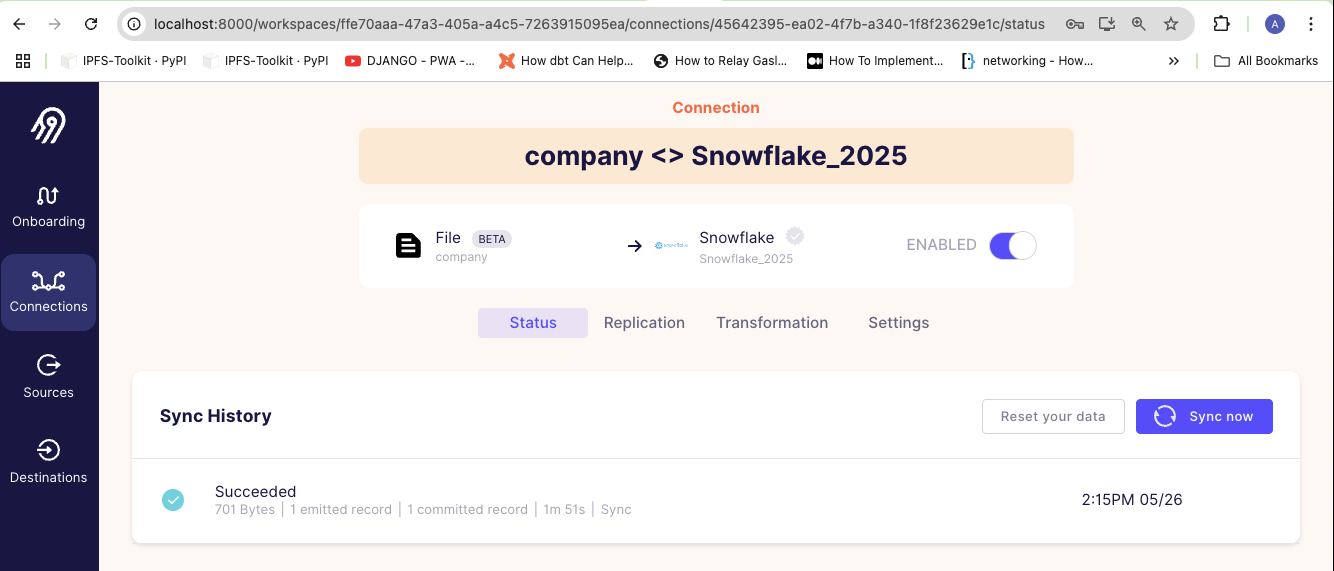 localhost:8000/workspaces/ffe70aaa-47a3-405a-a4c5-7263915095ea/connections/45642395-ea02-4f7b-a340-1f8f23629e1c/status
A
IPFS-Toolkit · PyPI
IPFS-Toolkit · PyPI
DJANGO - PWA -...
How dbt Can Help...
How to Relay Gasl...
How To Implement...
networking - How...
»
All Bookmarks
Onboarding
Connections
Sources
Destinations
Connection
company <> Snowflake_2025
File BETA
company
Snowflake
Snowflake_2025
ENABLED
Status Replication Transformation Settings
Sync History
Reset your data
Sync now
Succeeded
701 Bytes | 1 emitted record | 1 committed record | 1m 51s | Sync
2:15PM 05/26